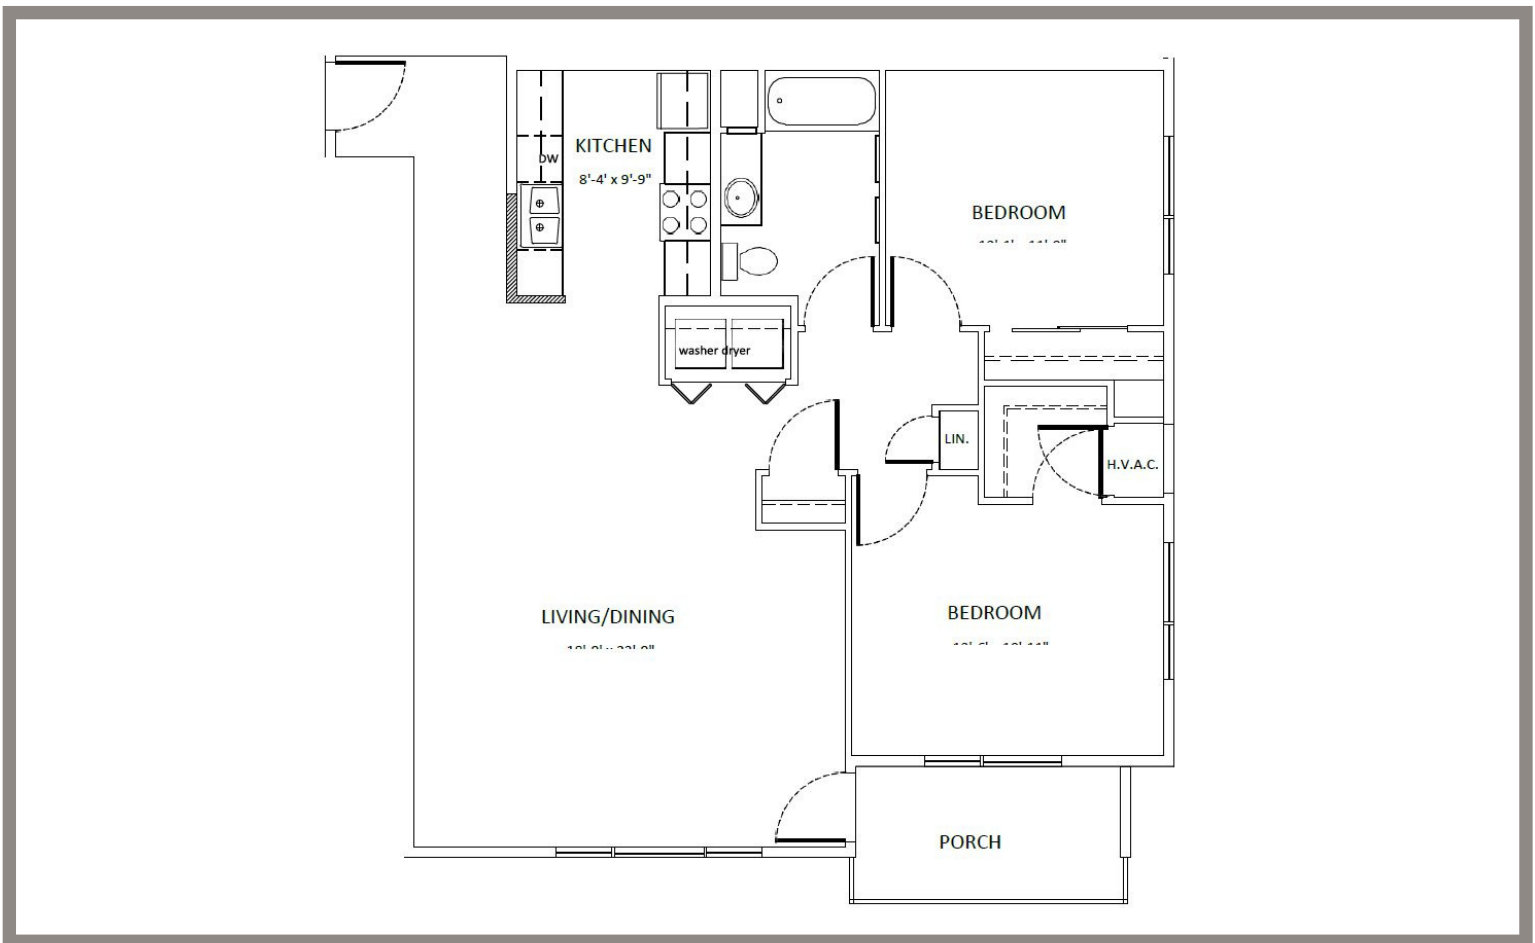 KITCHEN
8'-4' x 9'-9"
DW
BEDROOM
washer dryer
LIN.
H.V.A.C.
LIVING/DINING
BEDROOM
PORCH